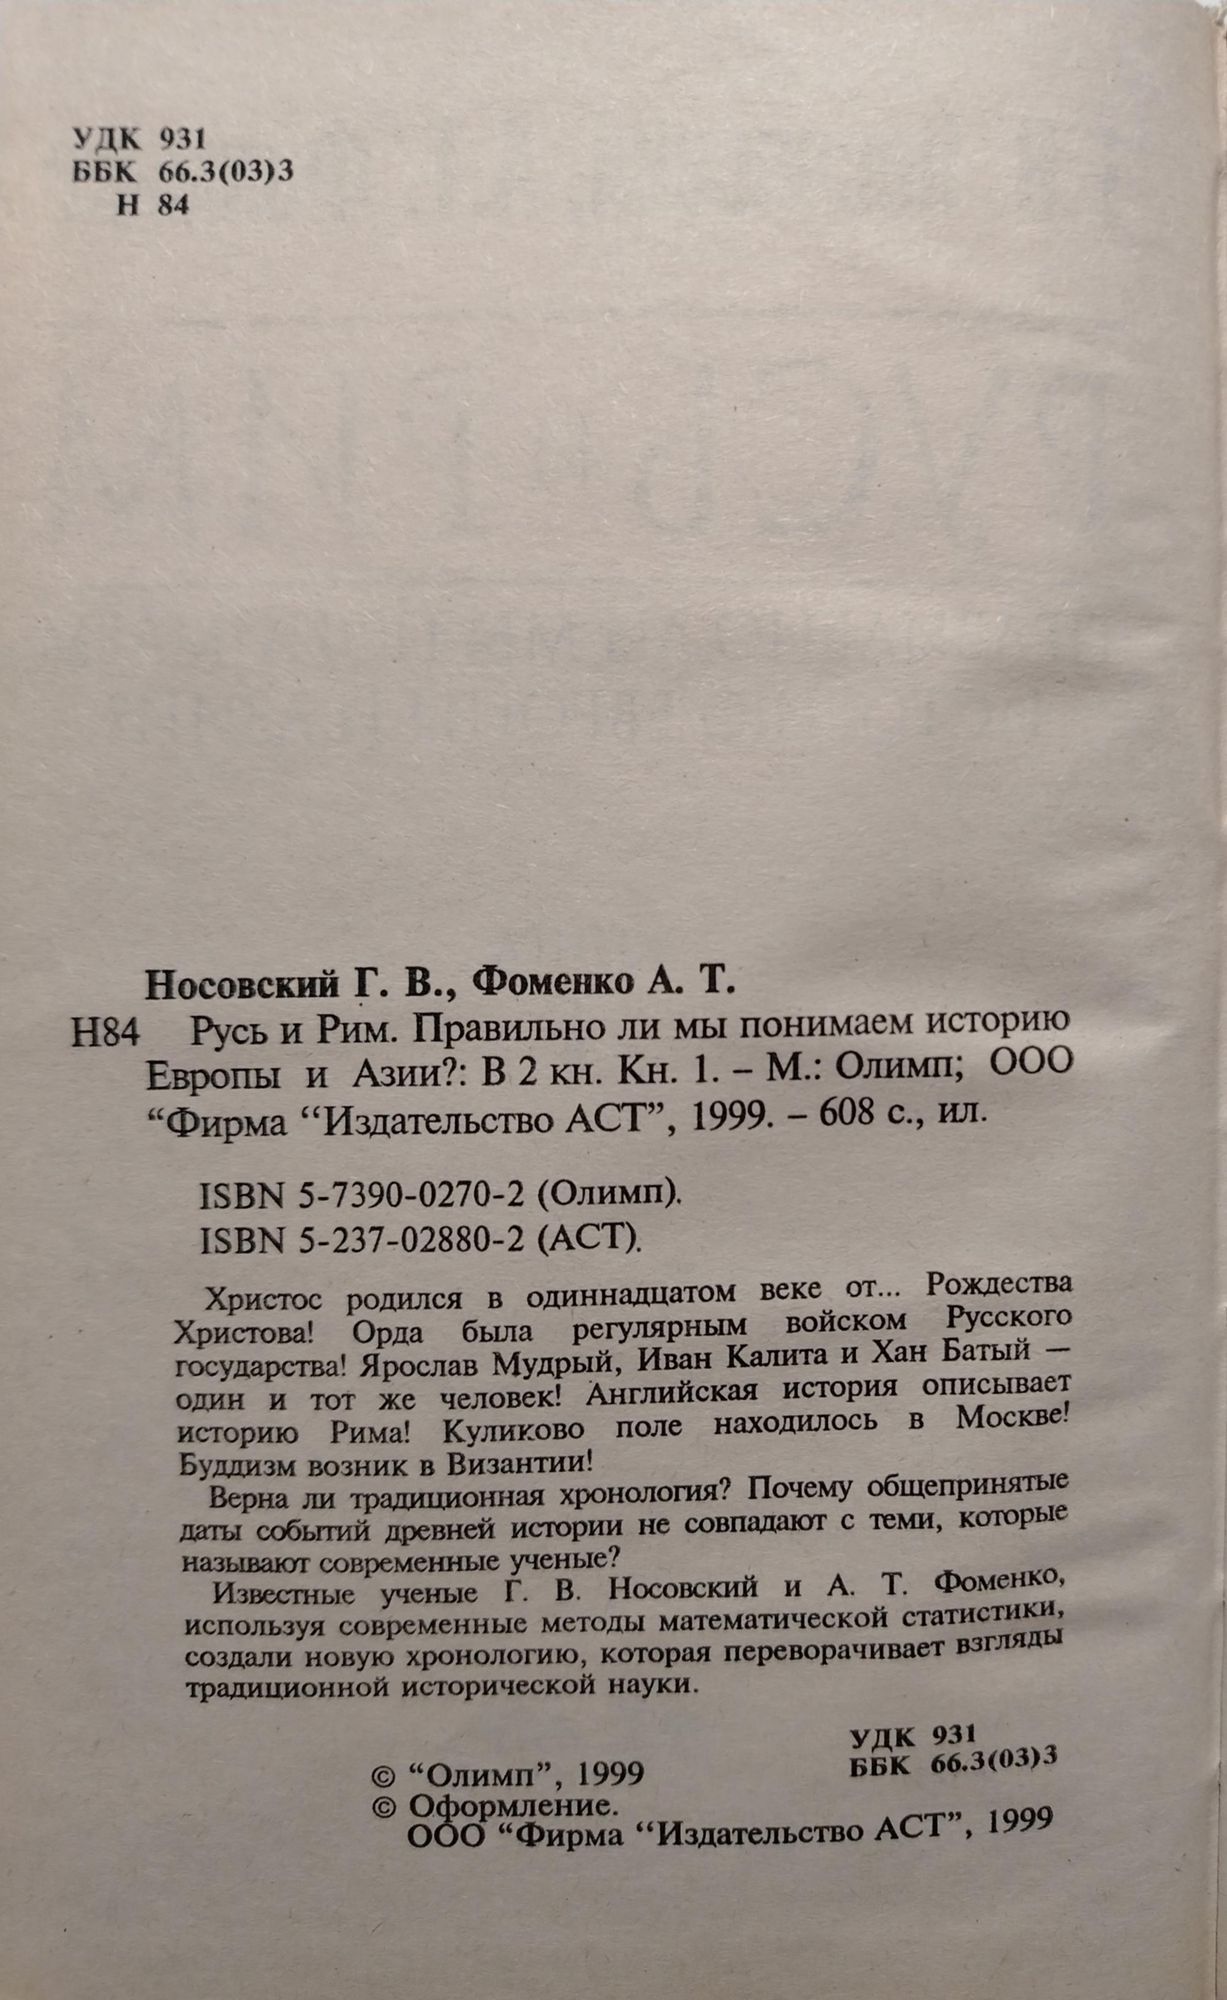 УДК 931
ББК 66.3(03)3
Н 84
Носовский Г. В., Фоменко А. Т.
Н84 Русь и Рим. Правильно ли мы понимаем историю
Европы и Азии?: В 2 кн. Кн. 1. – М.: Олимп; ООО
“Фирма “Издательство АСТ”, 1999. – 608 с., ил.
ISBN 5-7390-0270-2 (Олимп).
ISBN 5-237-02880-2 (АСТ).
Христос родился в одиннадцатом веке от... Рождества
Христова! Орда была регулярным войском Русского
государства! Ярослав Мудрый, Иван Калита и Хан Батый —
один и тот же человек! Английская история описывает
историю Рима! Куликово поле находилось в Москве!
Буддизм возник в Византии!
Верна ли традиционная хронология? Почему общепринятые
даты событий древней истории не совпадают с теми, которые
называют современные ученые?
Известные ученые Г. В. Носовский и А. Т. Фоменко,
используя современные методы математической статистики,
создали новую хронологию, которая переворачивает взгляды
традиционной исторической науки.
УДК 931
ББК 66.3(03)3
© “Олимп”, 1999
© Оформление.
ООО “Фирма “Издательство АСТ”, 1999